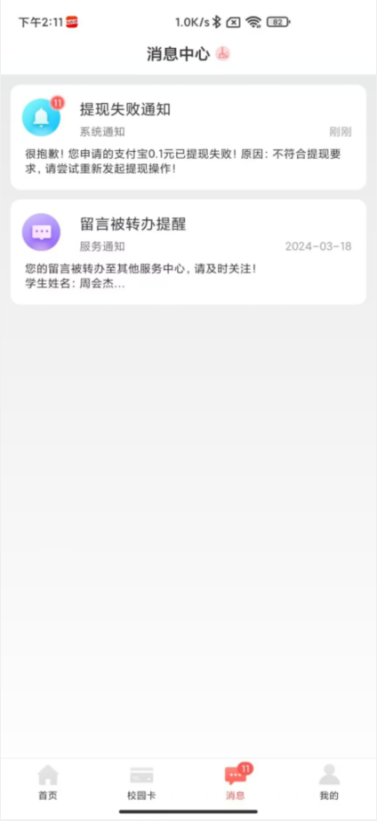 下午2:11
1.0K/s
82
消息中心
11
提现失败通知
系统通知
刚刚
很抱歉！您申请的支付宝0.1元已提现失败！原因：不符合提现要
求，请尝试重新发起提现操作！
留言被转办提醒
服务通知
2024-03-18
您的留言被转办至其他服务中心，请及时关注！
学生姓名：周会杰...
11
首页
校园卡
消息
我的